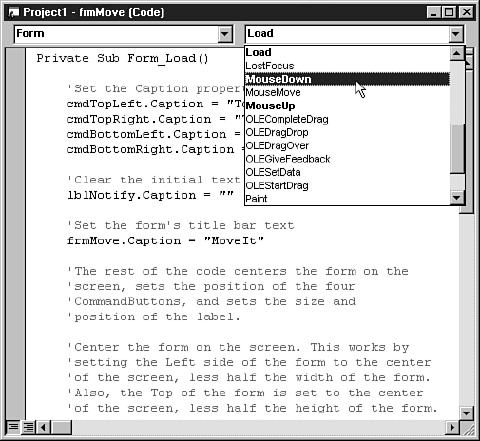 Project1 - frmMove (Code)
Form
Load
Private Sub Form_Load()
'Set the Caption proper
cmdTopLeft.Caption = "To
cmdTopRight.Caption = "T
cmdBottomLeft.Caption =
cmdBottomRight.Caption =
'Clear the initial text
lblNotify.Caption = ""
Load
LostFocus
MouseDown
MouseMove
MouseUp
OLECompleteDrag
OLEDragDrop
OLEDragOver
OLEGiveFeedback
OLESetData
OLEStartDrag
Paint
'Set the form's title bar text
frmMove.Caption = "MoveIt"
'The rest of the code centers the form on the
'screen, sets the position of the four
'CommandButtons, and sets the size and
'position of the label.
'Center the form on the screen. This works by
'setting the Left side of the form to the center
'of the screen, less half the width of the form.
'Also, the Top of the form is set to the center
'of the screen, less half the height of the form.